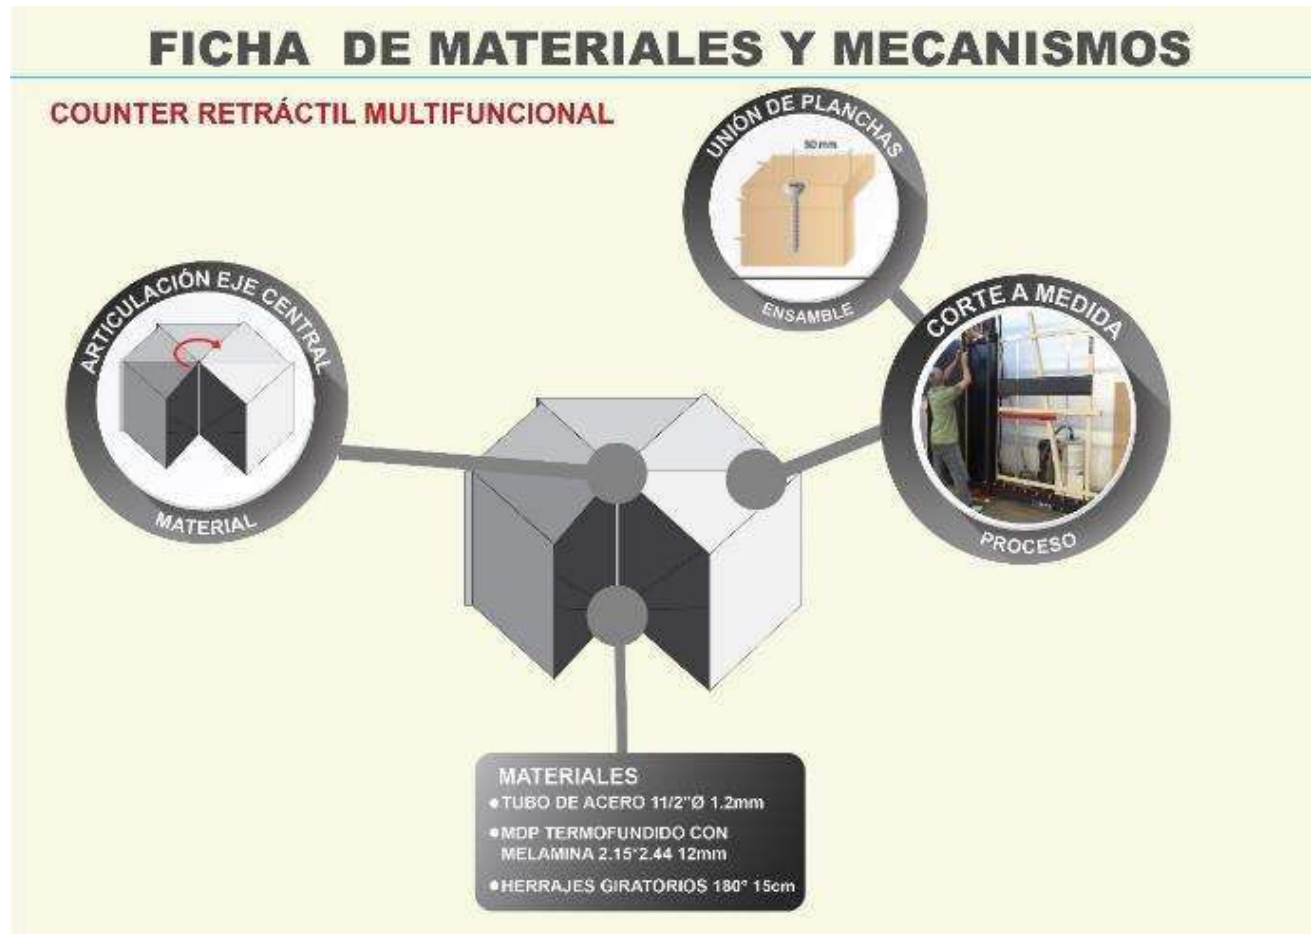 FICHA DE MATERIALES Y MECANISMOS
COUNTER RETRÁCTIL MULTIFUNCIONAL
UNIÓN DE PLANCHAS
50 mm
ENSAMBLE
ARTICULACIÓN EJE CENTRAL
MATERIAL
CORTE A MEDIDA
PROCESO
MATERIALES
●TUBO DE ACERO 11/2"Ø 1.2mm
●MDP TERMOFUNDIDO CON
MELAMINA 2.15*2.44 12mm
●HERRAJES GIRATORIOS 180° 15cm